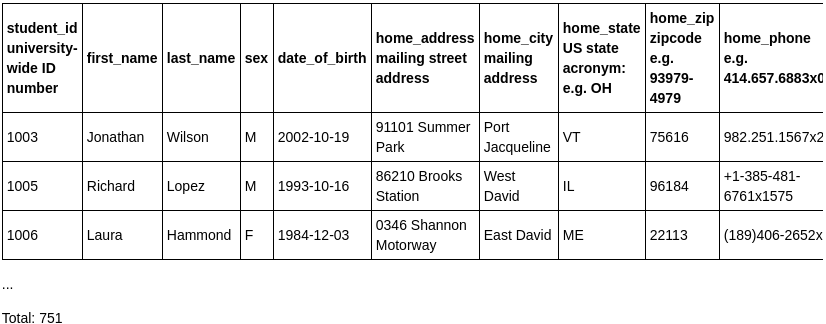 student_id university-wide ID number first_name last_name sex date_of_birth home_address mailing street address home_city mailing address home_state US state acronym: e.g. OH home_zip zipcode e.g. 93979-4979 home_phone e.g. 414.657.6883x0
1003 Jonathan Wilson M 2002-10-19 91101 Summer Park Port Jacqueline VT 75616 982.251.1567x2
1005 Richard Lopez M 1993-10-16 86210 Brooks Station West David IL 96184 +1-385-481-6761x1575
1006 Laura Hammond F 1984-12-03 0346 Shannon Motorway East David ME 22113 (189)406-2652x
...
Total: 751